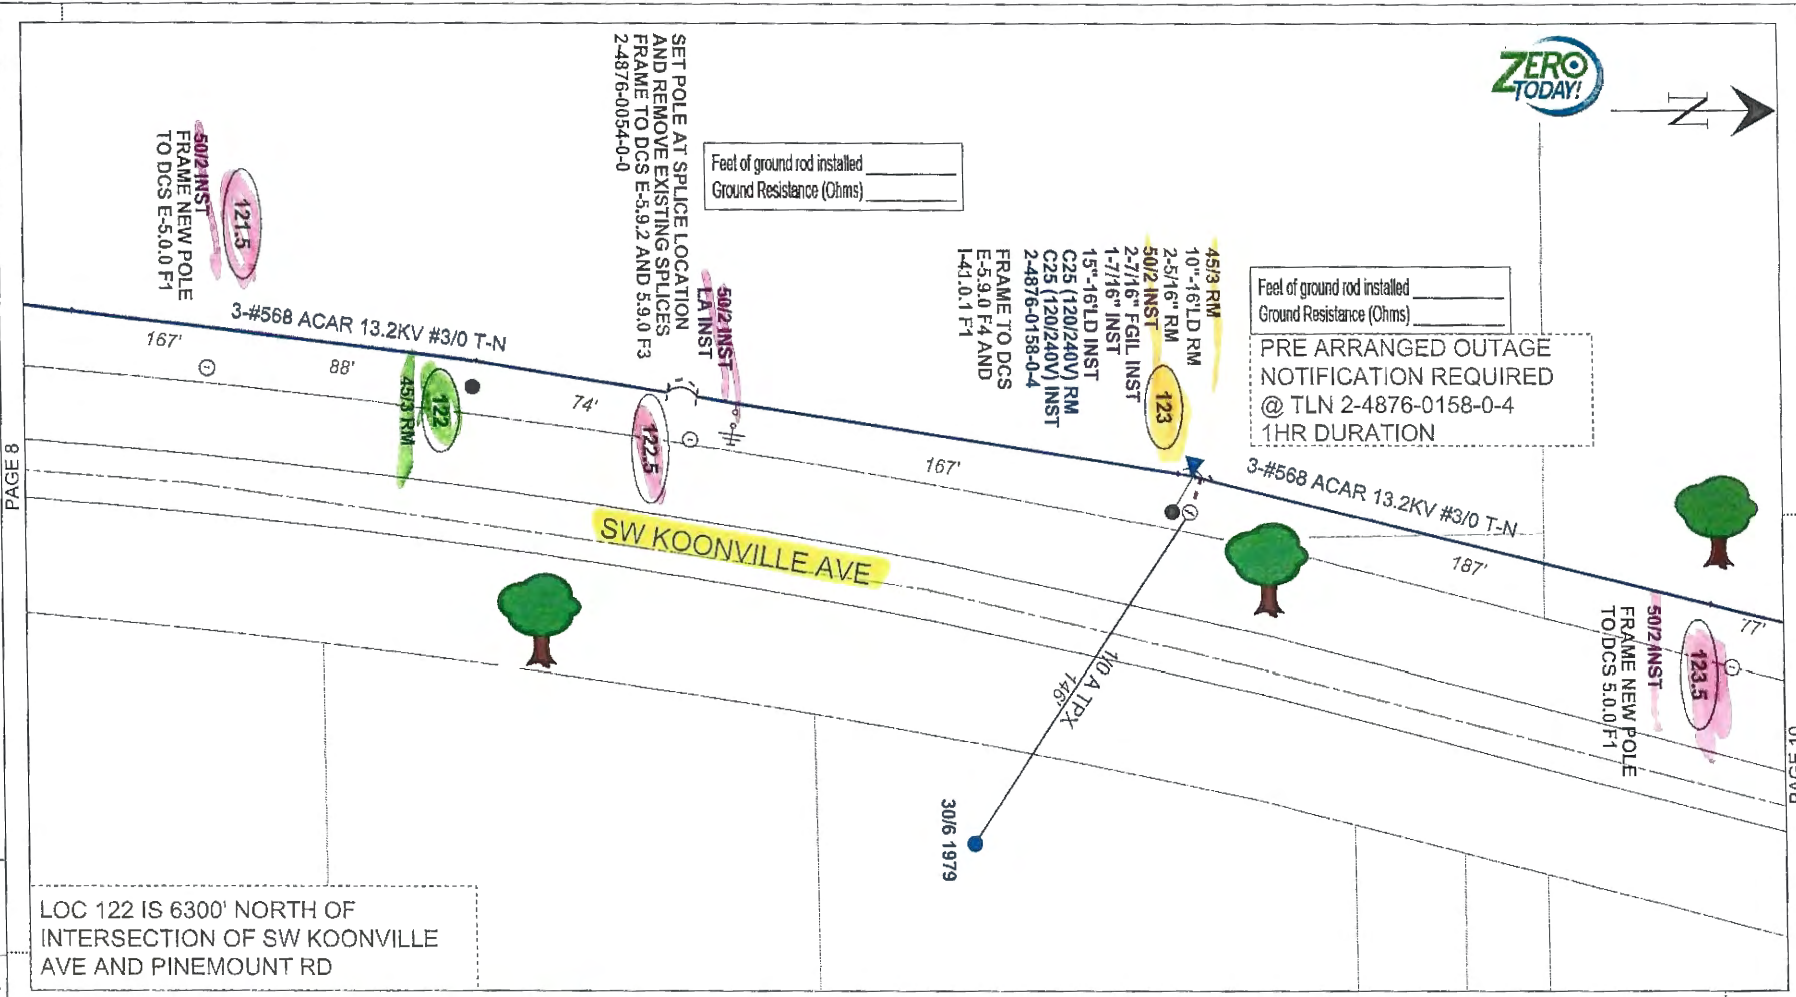 ZERO
TODAY!
N
SET POLE AT SPLICE LOCATION
AND REMOVE EXISTING SPLICES
FRAME TO DCS E-5.9.2 AND 5.9.0 F3
2-4876-0054-0-0
Feet of ground rod installed
Ground Resistance (Ohms)
50/2 INST
FRAME NEW POLE
TO DCS E-5.0.0 F1
121.5
50/2 INST
LA INST
45/3 RM
10"-16'LD RM
2-5/16" RM
50/2 INST
2-7/16" FGIL INST
1-7/16" INST
15"-16'LD INST
C25 (120/240V) RM
C25 (120/240V) INST
2-4876-0158-0-4
FRAME TO DCS
E-5.9.0 F4 AND
I-41.0.1 F1
Feet of ground rod installed
Ground Resistance (Ohms)
PRE ARRANGED OUTAGE
NOTIFICATION REQUIRED
@ TLN 2-4876-0158-0-4
1HR DURATION
3-#568 ACAR 13.2KV #3/0 T-N
167'
88'
45/3 RM
122
74'
122.5
167'
123
3-#568 ACAR 13.2KV #3/0 T-N
187'
77'
SW KOONVILLE AVE
50/2 INST
FRAME NEW POLE
TO DCS 5.0.0 F1
123.5
1/0 A TPX
146'
30/6 1979
PAGE 8
LOC 122 IS 6300' NORTH OF
INTERSECTION OF SW KOONVILLE
AVE AND PINEMOUNT RD